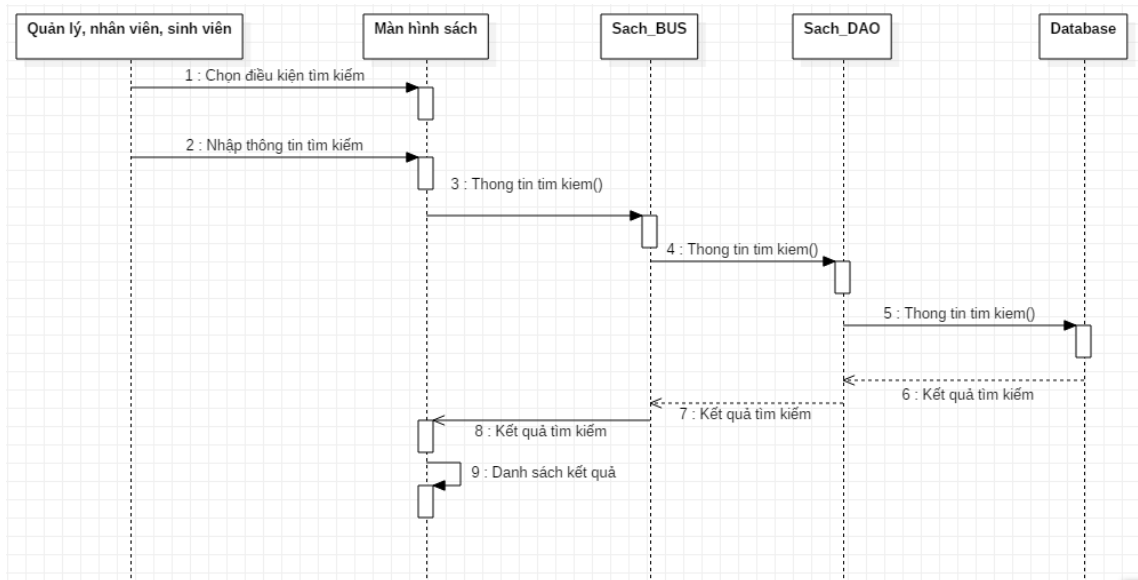 Quản lý, nhân viên, sinh viên
Màn hình sách
Sach_BUS
Sach_DAO
Database
1 : Chọn điều kiện tìm kiếm
2 : Nhập thông tin tìm kiếm
3 : Thong tin tim kiem()
4 : Thong tin tim kiem()
5 : Thong tin tim kiem()
6 : Kết quả tìm kiếm
7 : Kết quả tìm kiếm
8 : Kết quả tìm kiếm
9 : Danh sách kết quả